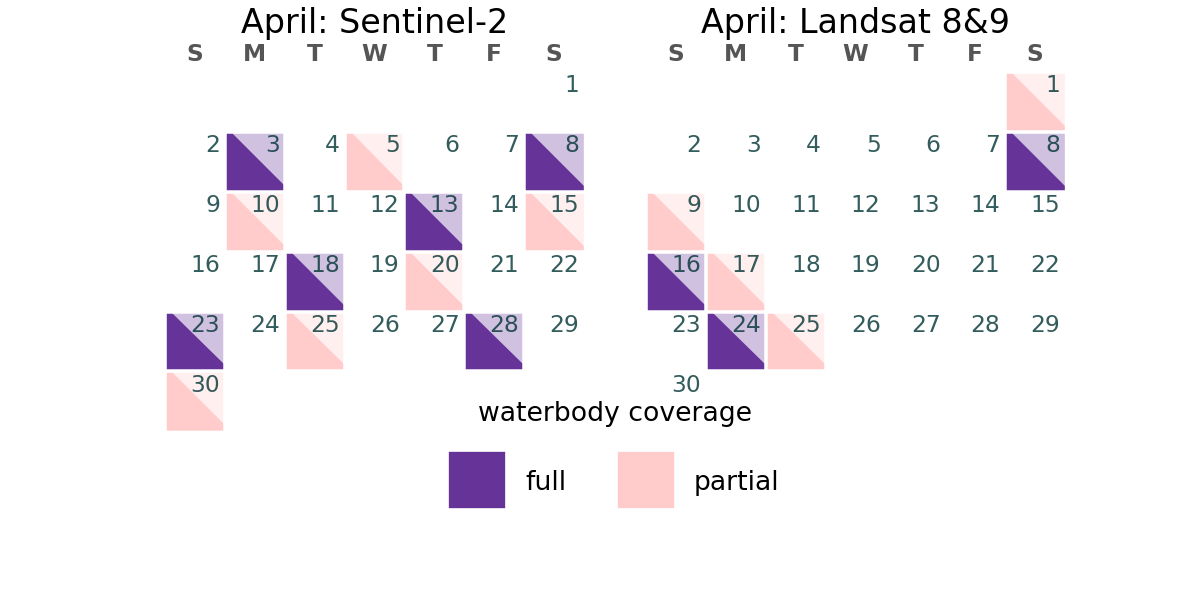 April: Sentinel-2
S M T W T F S
1
2 3 4 5 6 7 8
9 10 11 12 13 14 15
16 17 18 19 20 21 22
23 24 25 26 27 28 29
30
April: Landsat 8&9
S M T W T F S
1
2 3 4 5 6 7 8
9 10 11 12 13 14 15
16 17 18 19 20 21 22
23 24 25 26 27 28 29
30
waterbody coverage
full partial